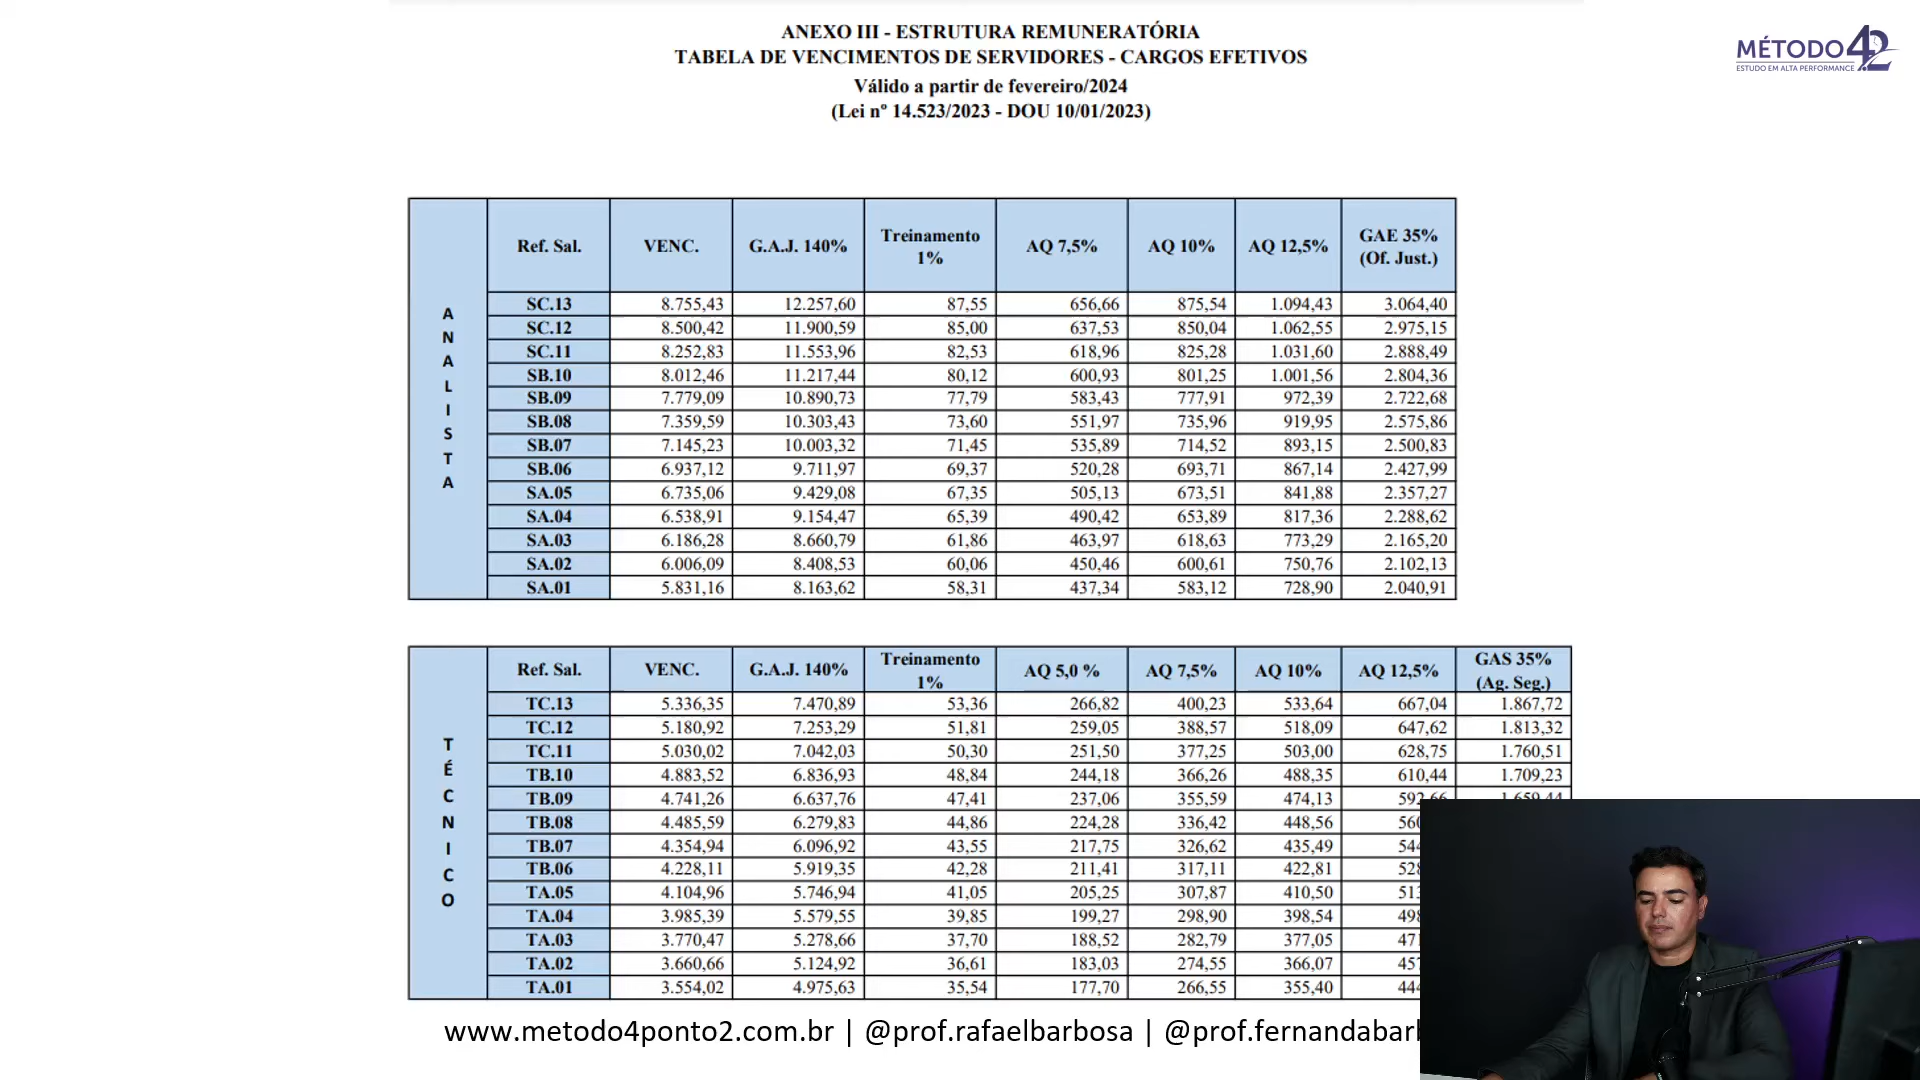 ANEXO III - ESTRUTURA REMUNERATÓRIA
TABELA DE VENCIMENTOS DE SERVIDORES - CARGOS EFETIVOS
Válido a partir de fevereiro/2024
(Lei nº 14.523/2023 - DOU 10/01/2023)
MÉTODO 4.2
ESTUDO EM ALTA PERFORMANCE
ANALISTA
Ref. Sal. VENC. G.A.J. 140% Treinamento 1% AQ 7,5% AQ 10% AQ 12,5% GAE 35% (Of. Just.)
SC.13 8.755,43 12.257,60 87,55 656,66 875,54 1.094,43 3.064,40
SC.12 8.500,42 11.900,59 85,00 637,53 850,04 1.062,55 2.975,15
SC.11 8.252,83 11.553,96 82,53 618,96 825,28 1.031,60 2.888,49
SB.10 8.012,46 11.217,44 80,12 600,93 801,25 1.001,56 2.804,36
SB.09 7.779,09 10.890,73 77,79 583,43 777,91 972,39 2.722,68
SB.08 7.359,59 10.303,43 73,60 551,97 735,96 919,95 2.575,86
SB.07 7.145,23 10.003,32 71,45 535,89 714,52 893,15 2.500,83
SB.06 6.937,12 9.711,97 69,37 520,28 693,71 867,14 2.427,99
SA.05 6.735,06 9.429,08 67,35 505,13 673,51 841,88 2.357,27
SA.04 6.538,91 9.154,47 65,39 490,42 653,89 817,36 2.288,62
SA.03 6.186,28 8.660,79 61,86 463,97 618,63 773,29 2.165,20
SA.02 6.006,09 8.408,53 60,06 450,46 600,61 750,76 2.102,13
SA.01 5.831,16 8.163,62 58,31 437,34 583,12 728,90 2.040,91
TÉCNICO
Ref. Sal. VENC. G.A.J. 140% Treinamento 1% AQ 5,0 % AQ 7,5% AQ 10% AQ 12,5% GAS 35% (Ag. Seg.)
TC.13 5.336,35 7.470,89 53,36 266,82 400,23 533,64 667,04 1.867,72
TC.12 5.180,92 7.253,29 51,81 259,05 388,57 518,09 647,62 1.813,32
TC.11 5.030,02 7.042,03 50,30 251,50 377,25 503,00 628,75 1.760,51
TB.10 4.883,52 6.836,93 48,84 244,18 366,26 488,35 610,44 1.709,23
TB.09 4.741,26 6.637,76 47,41 237,06 355,59 474,13 592,66 1.659,44
TB.08 4.485,59 6.279,83 44,86 224,28 336,42 448,56 560
TB.07 4.354,94 6.096,92 43,55 217,75 326,62 435,49 544
TB.06 4.228,11 5.919,35 42,28 211,41 317,11 422,81 528
TA.05 4.104,96 5.746,94 41,05 205,25 307,87 410,50 513
TA.04 3.985,39 5.579,55 39,85 199,27 298,90 398,54 498
TA.03 3.770,47 5.278,66 37,70 188,52 282,79 377,05 471
TA.02 3.660,66 5.124,92 36,61 183,03 274,55 366,07 457
TA.01 3.554,02 4.975,63 35,54 177,70 266,55 355,40 444
www.metodo4ponto2.com.br | @prof.rafaelbarbosa | @prof.fernandabarb